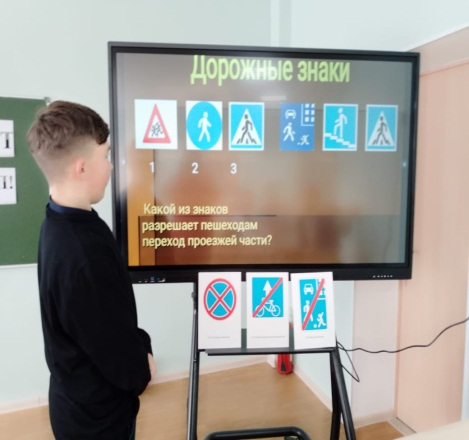 Дорожные знаки
1 2 3
Какой из знаков
разрешает пешеходам
переход проезжей части?